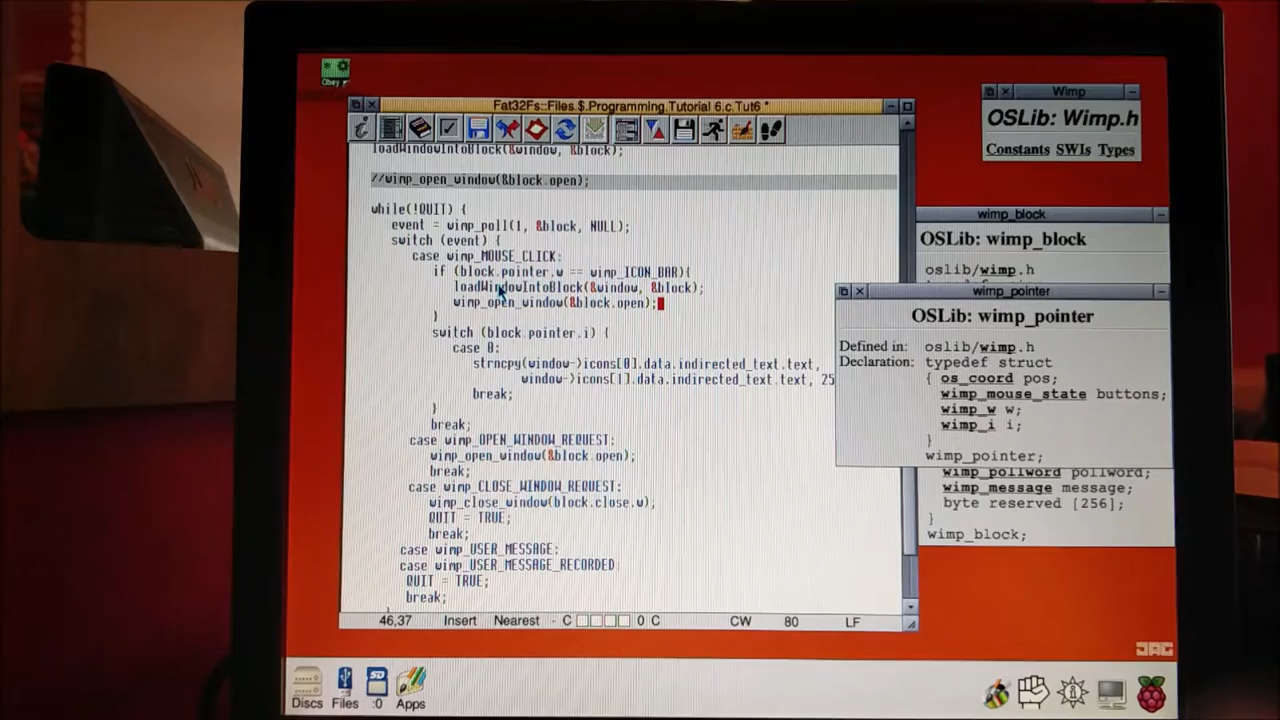 Obey
Fat32Fs::Files.$.Programming.Tutorial 6.c.Tut6 *
loadWindowIntoBlock(&window, &block);
//wimp_open_window(&block.open);
while(!QUIT) {
event = wimp_poll(1, &block, NULL);
switch (event) {
case wimp_MOUSE_CLICK:
if (block.pointer.w == wimp_ICON_BAR){
loadWindowIntoBlock(&window, &block);
wimp_open_window(&block.open);
}
switch (block.pointer.i) {
case 0:
strncpy(window->icons[0].data.indirected_text.text,
window->icons[1].data.indirected_text.text, 25
break;
}
break;
case wimp_OPEN_WINDOW_REQUEST:
wimp_open_window(&block.open);
break;
case wimp_CLOSE_WINDOW_REQUEST:
wimp_close_window(block.close.w);
QUIT = TRUE;
break;
case wimp_USER_MESSAGE:
case wimp_USER_MESSAGE_RECORDED:
QUIT = TRUE;
break;
46,37 Insert Nearest - C 0 C CW 80 LF
Wimp
OSLib: Wimp.h
Constants SWIs Types
wimp_block
OSLib: wimp_block
oslib/wimp.h
wimp_pointer
OSLib: wimp_pointer
Defined in: oslib/wimp.h
Declaration: typedef struct
{ os_coord pos;
wimp_mouse_state buttons;
wimp_w w;
wimp_i i;
}
wimp_pointer;
wimp_pollword pollword;
wimp_message message;
byte reserved [256];
}
wimp_block;
JAG
Discs Files :0 Apps